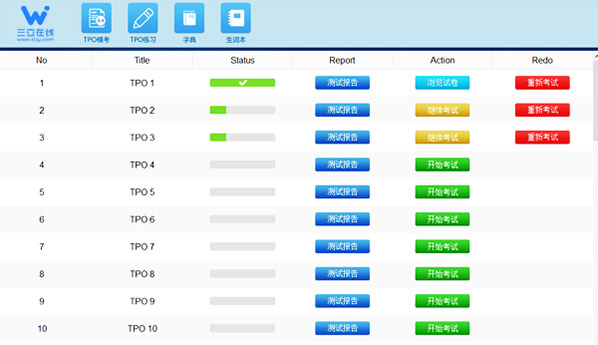 三立在线
www.slzy.com
TPO模考 TPO练习 字典 生词本
No Title Status Report Action Redo
1 TPO 1 测试报告 浏览试卷 重新考试
2 TPO 2 测试报告 继续考试 重新考试
3 TPO 3 测试报告 继续考试 重新考试
4 TPO 4 测试报告 开始考试
5 TPO 5 测试报告 开始考试
6 TPO 6 测试报告 开始考试
7 TPO 7 测试报告 开始考试
8 TPO 8 测试报告 开始考试
9 TPO 9 测试报告 开始考试
10 TPO 10 测试报告 开始考试